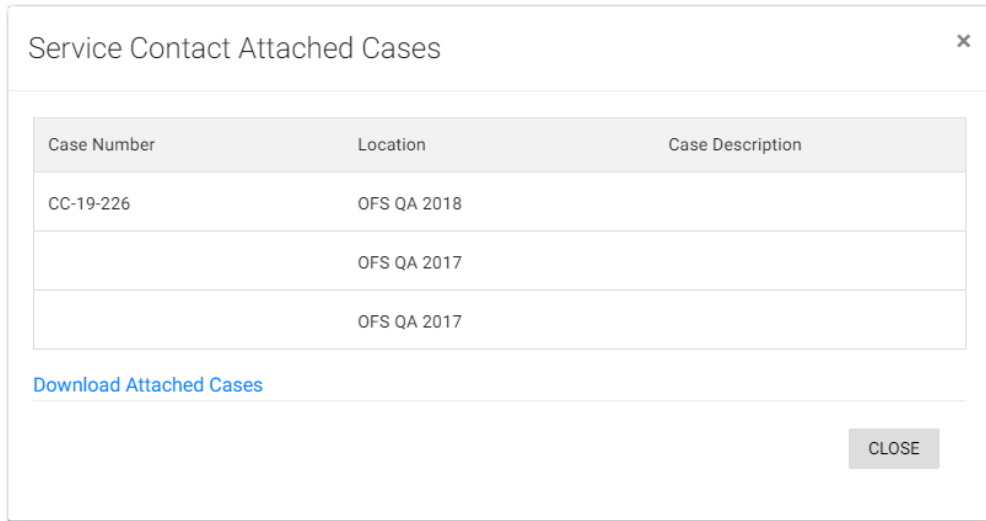 Service Contact Attached Cases ×
Case Number Location Case Description
CC-19-226 OFS QA 2018
OFS QA 2017
OFS QA 2017
Download Attached Cases
CLOSE